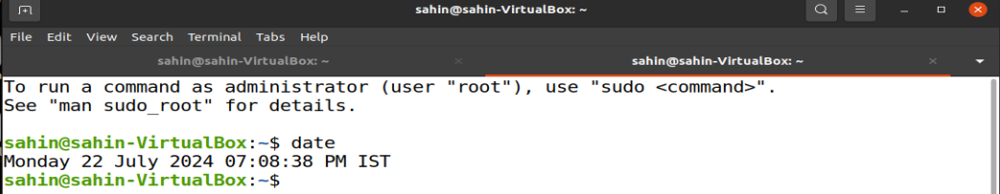 sahin@sahin-VirtualBox: ~
File Edit View Search Terminal Tabs Help
sahin@sahin-VirtualBox: ~ × sahin@sahin-VirtualBox: ~ ×
To run a command as administrator (user "root"), use "sudo <command>".
See "man sudo_root" for details.
sahin@sahin-VirtualBox:~$ date
Monday 22 July 2024 07:08:38 PM IST
sahin@sahin-VirtualBox:~$